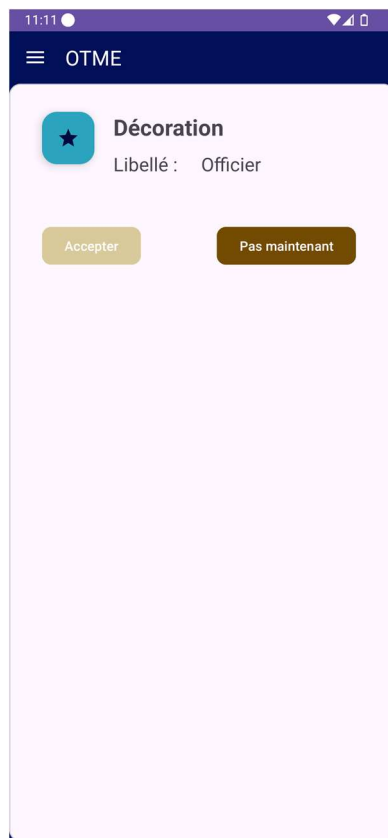 11:11
OTME
Décoration
Libellé : Officier
Accepter Pas maintenant